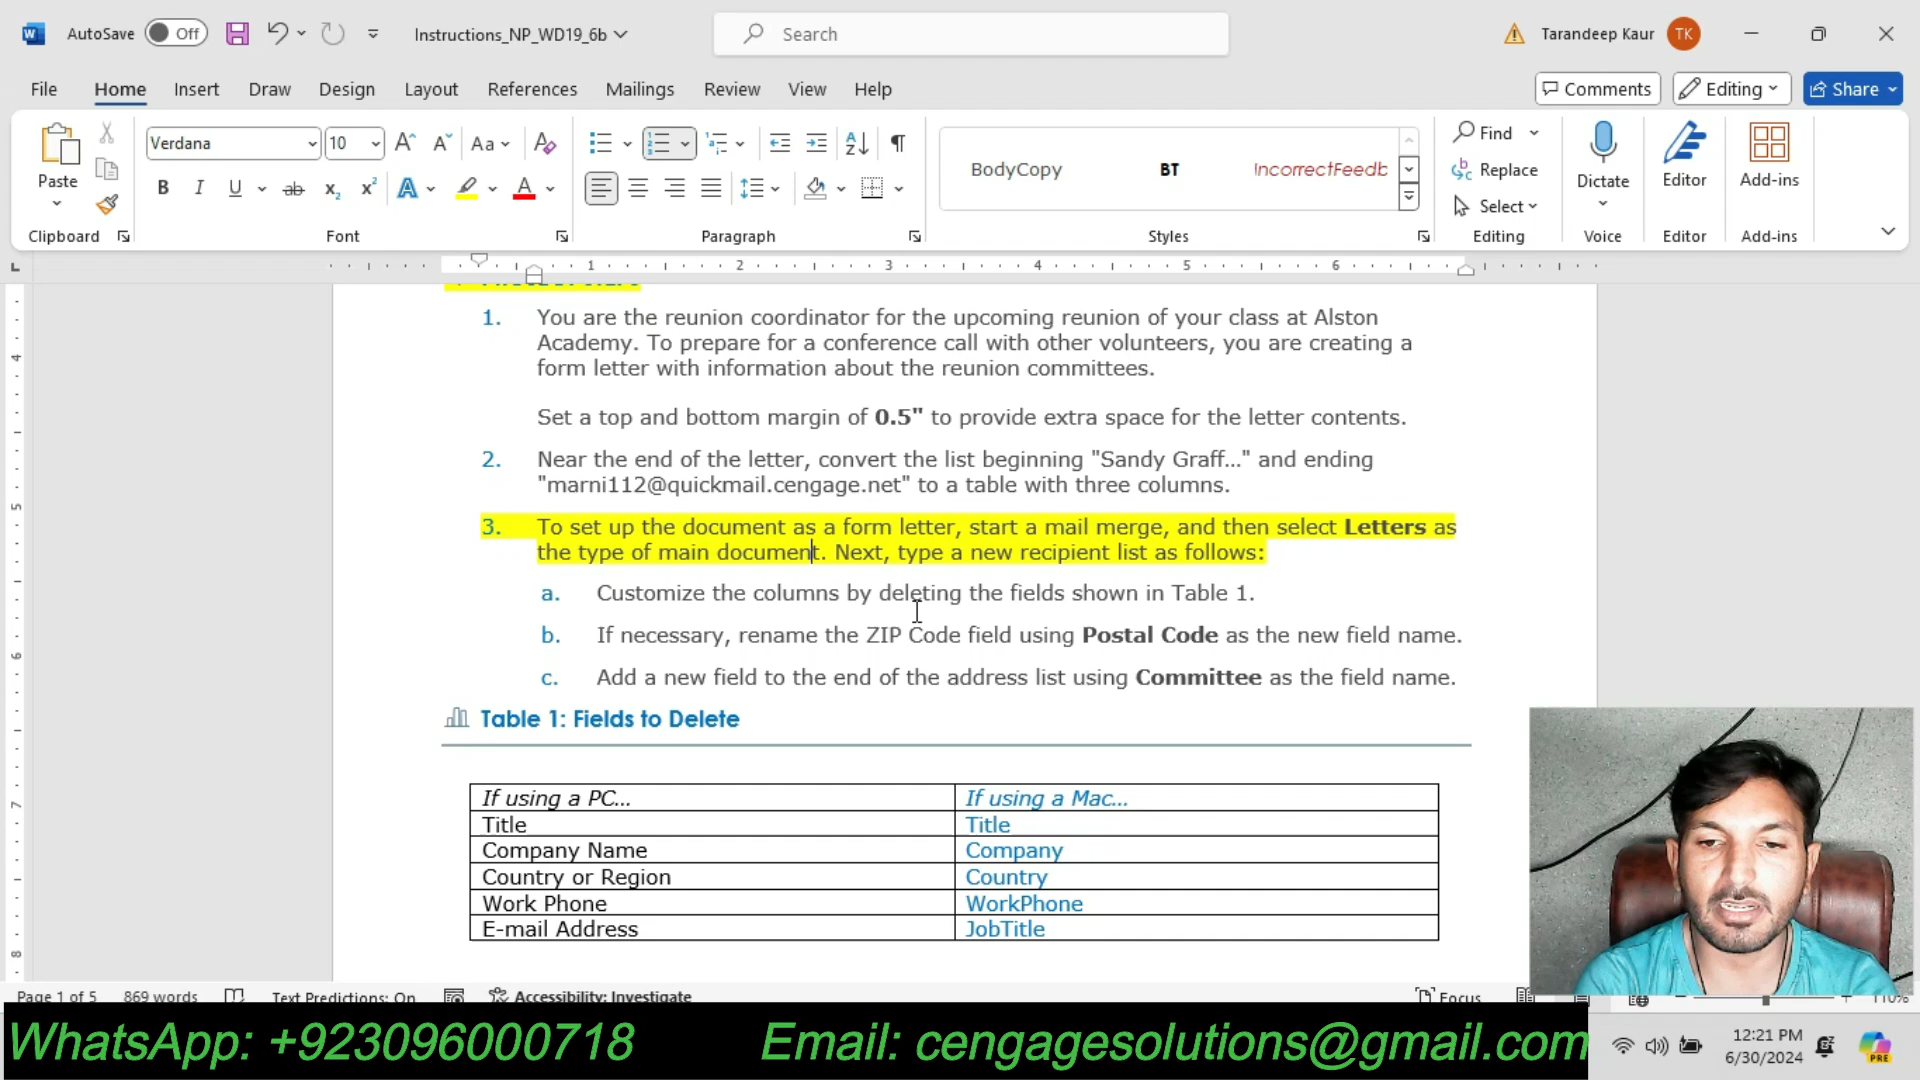 AutoSave Off Instructions_NP_WD19_6b Search Tarandeep Kaur TK
File Home Insert Draw Design Layout References Mailings Review View Help Comments Editing Share
Paste Verdana 10 Aa BodyCopy BT IncorrectFeedb Find Replace Select Dictate Editor Add-ins
Clipboard Font Paragraph Styles Editing Voice Editor Add-ins
1 2 3 4 5 6
1. You are the reunion coordinator for the upcoming reunion of your class at Alston
Academy. To prepare for a conference call with other volunteers, you are creating a
form letter with information about the reunion committees.
Set a top and bottom margin of 0.5" to provide extra space for the letter contents.
2. Near the end of the letter, convert the list beginning "Sandy Graff..." and ending
"marni112@quickmail.cengage.net" to a table with three columns.
3. To set up the document as a form letter, start a mail merge, and then select Letters as
the type of main document. Next, type a new recipient list as follows:
a. Customize the columns by deleting the fields shown in Table 1.
b. If necessary, rename the ZIP Code field using Postal Code as the new field name.
c. Add a new field to the end of the address list using Committee as the field name.
Table 1: Fields to Delete
If using a PC... If using a Mac...
Title Title
Company Name Company
Country or Region Country
Work Phone WorkPhone
E-mail Address JobTitle
Page 1 of 5 869 words Text Predictions: On Accessibility: Investigate Focus 110%
WhatsApp: +923096000718 Email: cengagesolutions@gmail.com
12:21 PM
6/30/2024
PRE